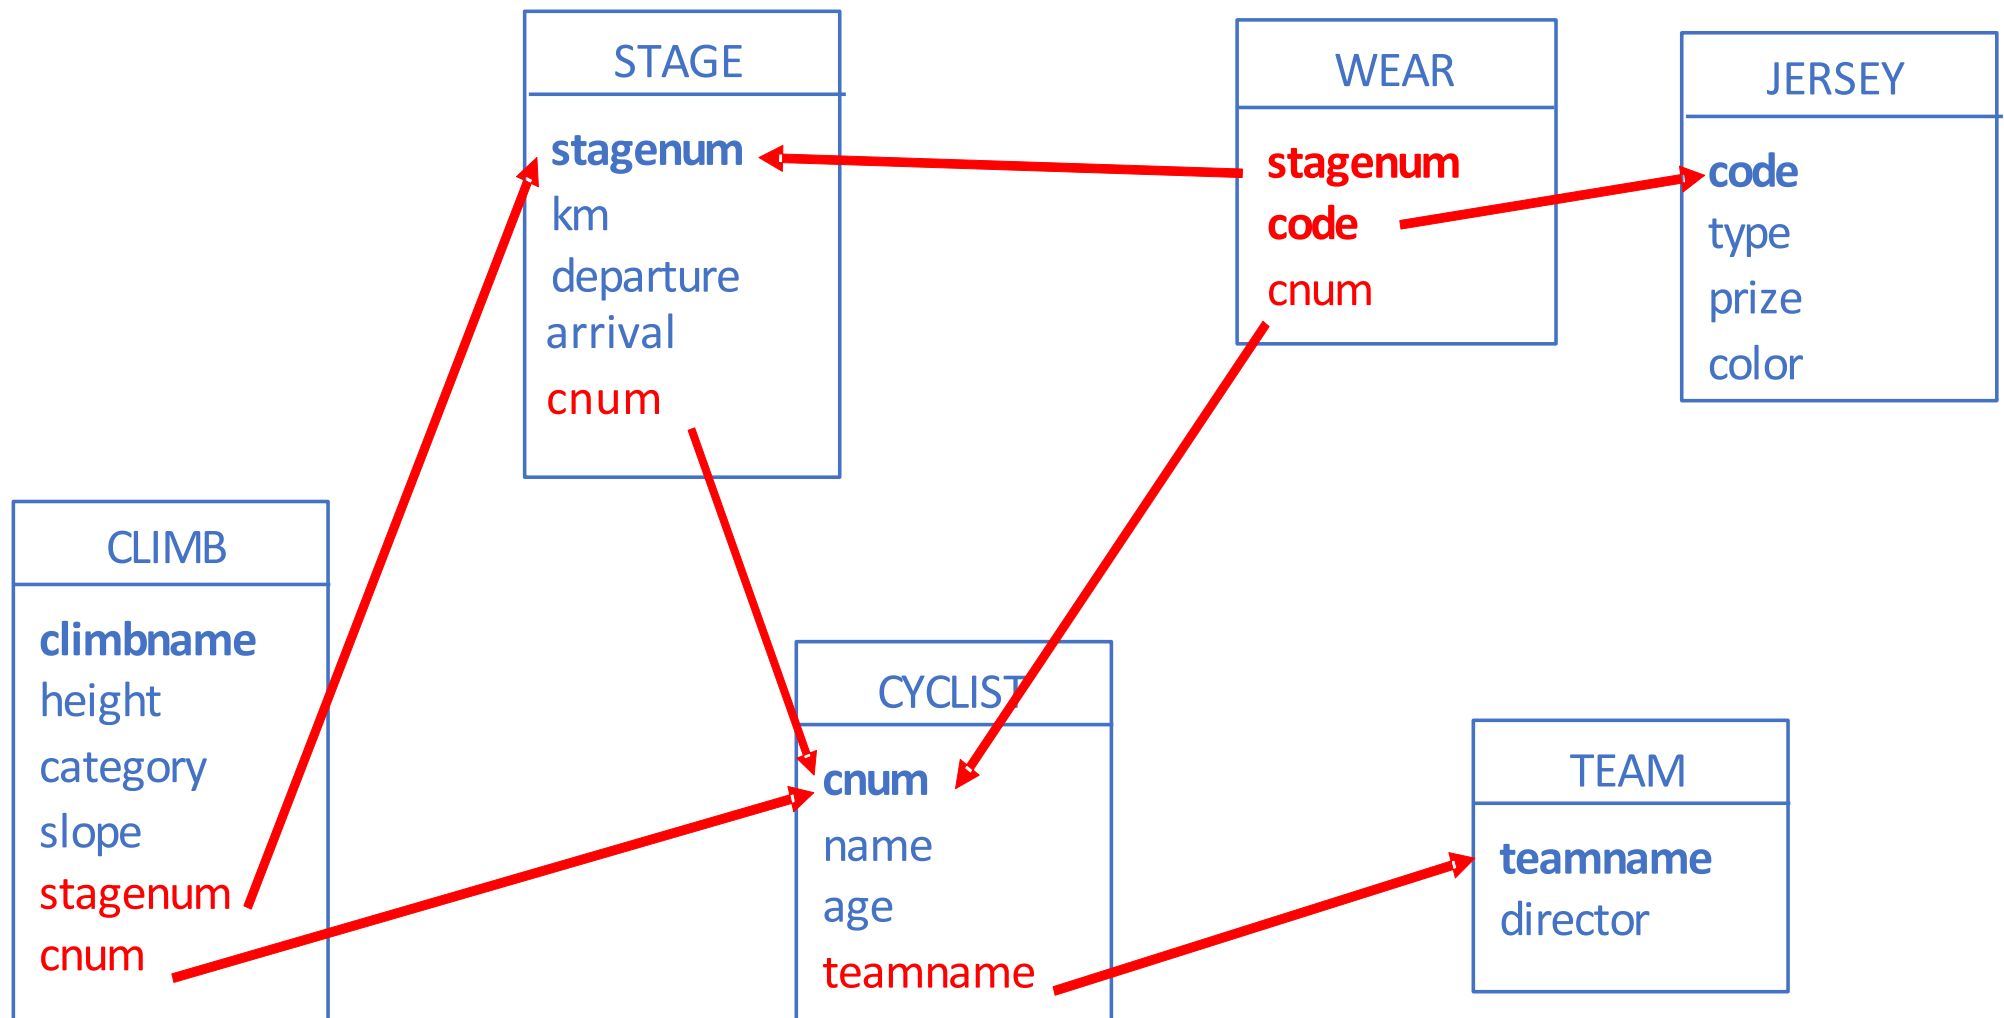 STAGE
stagenum
km
departure
arrival
cnum
WEAR
stagenum
code
cnum
JERSEY
code
type
prize
color
CLIMB
climbname
height
category
slope
stagenum
cnum
CYCLIST
cnum
name
age
teamname
TEAM
teamname
director